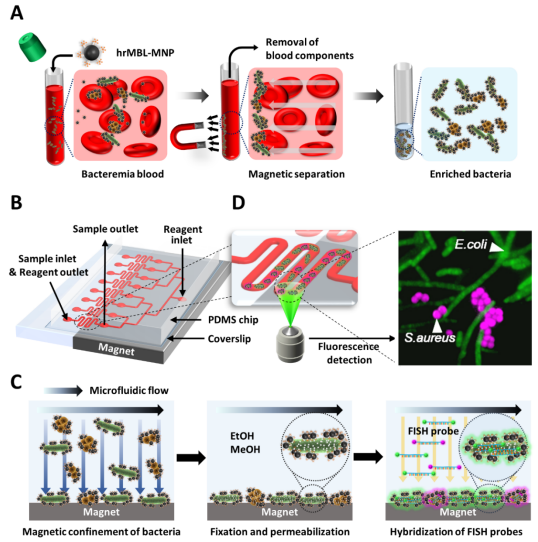 A
hrMBL-MNP
Removal of
blood components
Bacteremia blood
Magnetic separation
Enriched bacteria
B
Sample outlet
Reagent
inlet
Sample inlet
& Reagent outlet
PDMS chip
Coverslip
Magnet
D
Fluorescence
detection
E.coli
S.aureus
C
Microfluidic flow
Magnet
Magnetic confinement of bacteria
EtOH
MeOH
Magnet
Fixation and permeabilization
FISH probe
Magnet
Hybridization of FISH probes